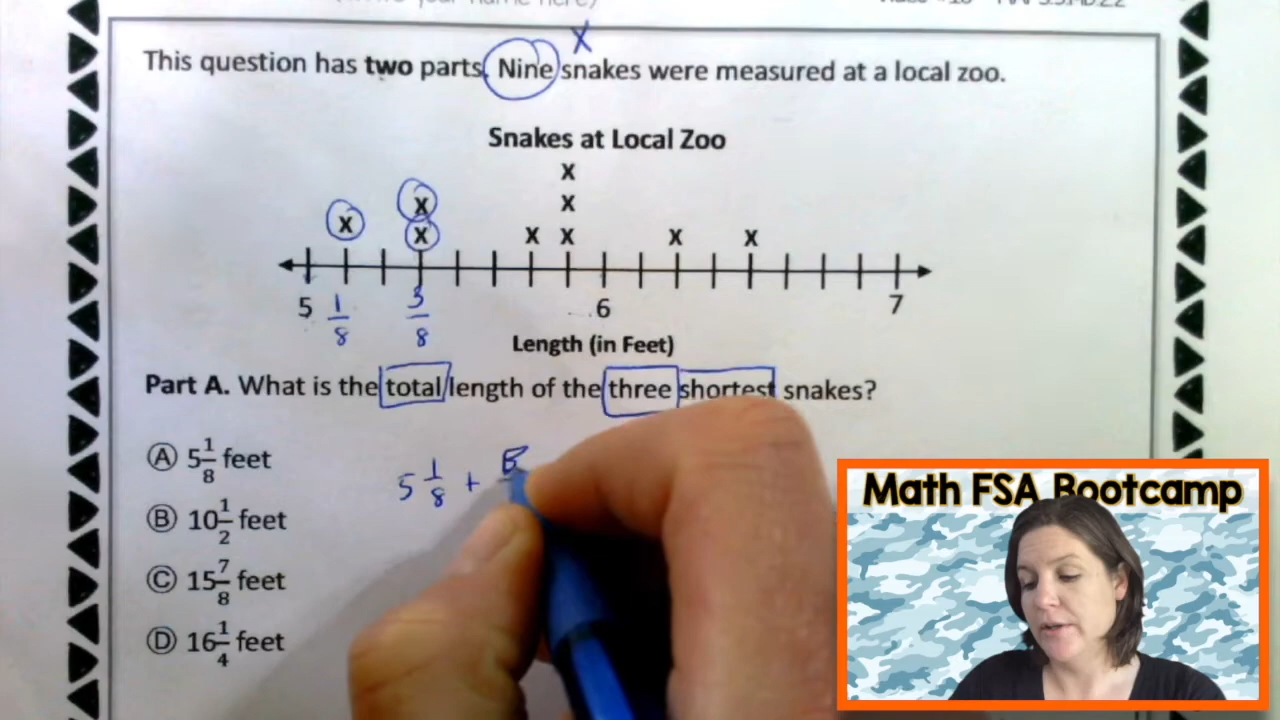 This question has two parts. Nine snakes were measured at a local zoo.
X
Snakes at Local Zoo
X
X X
X X X X X X
5 1/8 3/8 6 7
Length (in Feet)
Part A. What is the total length of the three shortest snakes?
Ⓐ 5 1/8 feet
5 1/8 +
Ⓑ 10 1/2 feet
Ⓒ 15 7/8 feet
Ⓓ 16 1/4 feet
Math FSA Bootcamp